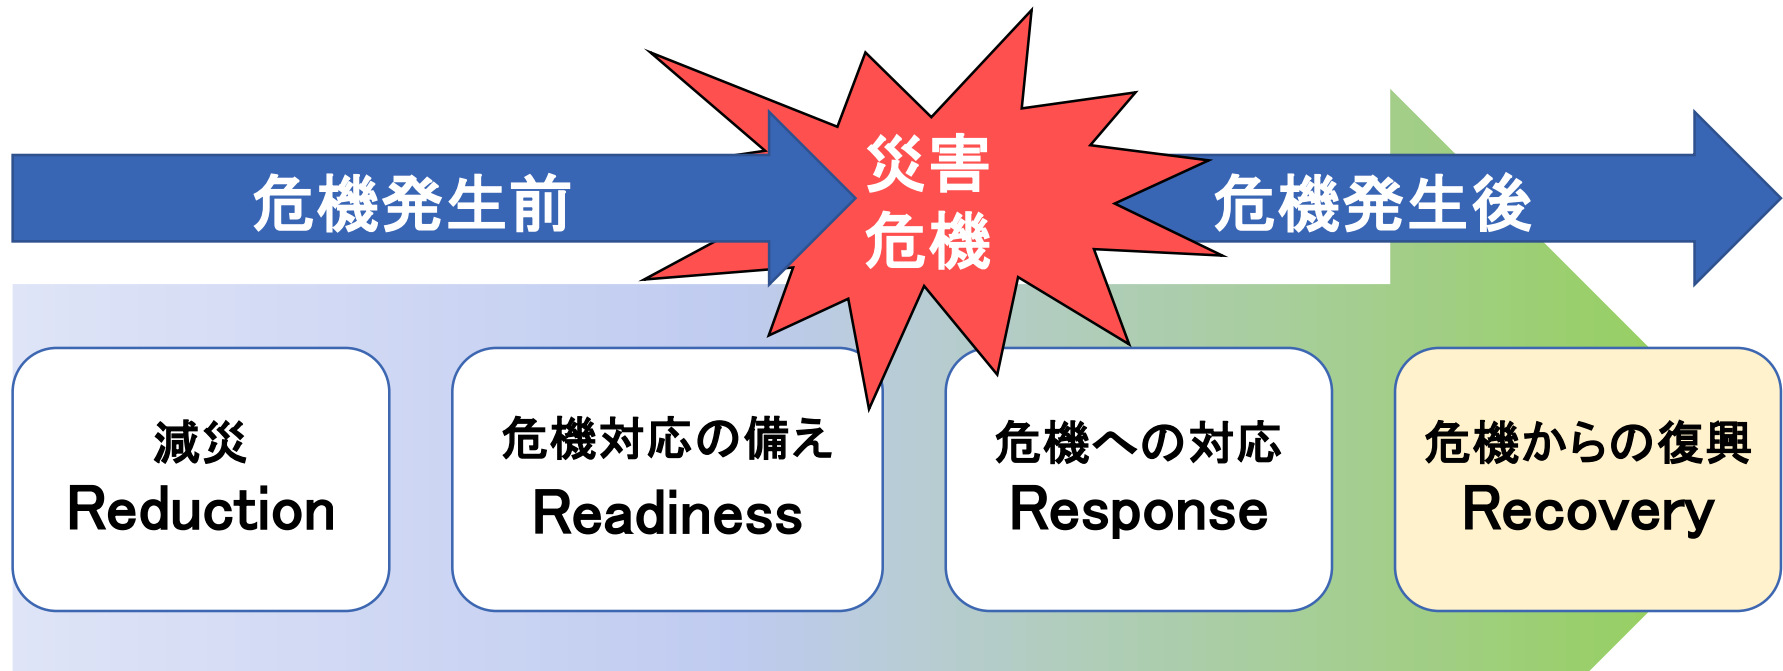 危機発生前
災害
危機
危機発生後
減災
Reduction
危機対応の備え
Readiness
危機への対応
Response
危機からの復興
Recovery